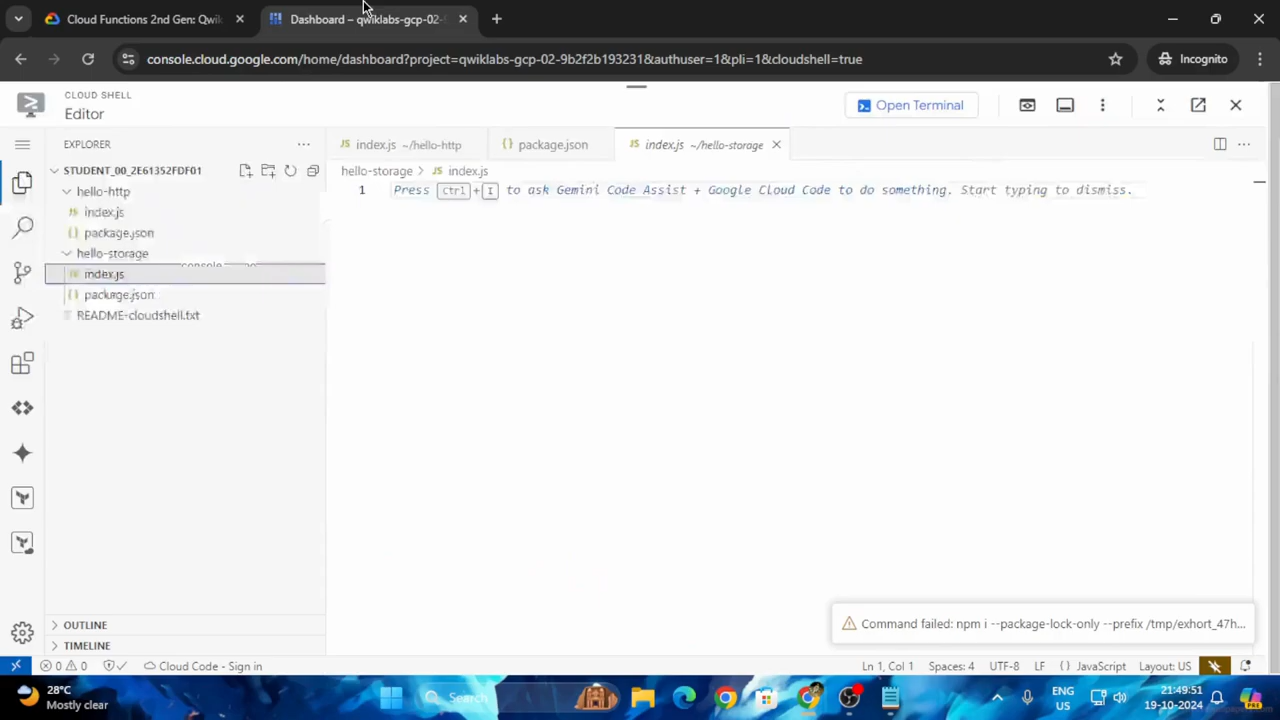 Cloud Functions 2nd Gen: Qwik
Dashboard – qwiklabs-gcp-02-9
console.cloud.google.com/home/dashboard?project=qwiklabs-gcp-02-9b2f2b193231&authuser=1&pli=1&cloudshell=true
Incognito
CLOUD SHELL
Editor
Open Terminal
EXPLORER
STUDENT_00_2E61352FDF01
hello-http
index.js
package.json
hello-storage
index.js
package.json
README-cloudshell.txt
OUTLINE
TIMELINE
index.js ~/hello-http
package.json
index.js ~/hello-storage
hello-storage > index.js
1 Press ctrl+I to ask Gemini Code Assist + Google Cloud Code to do something. Start typing to dismiss.
Command failed: npm i --package-lock-only --prefix /tmp/exhort_47h...
0 0 Cloud Code - Sign in
Ln 1, Col 1 Spaces: 4 UTF-8 LF {} JavaScript Layout: US
28°C
Mostly clear
Search
ENG
US
21:49:51
19-10-2024
PRE